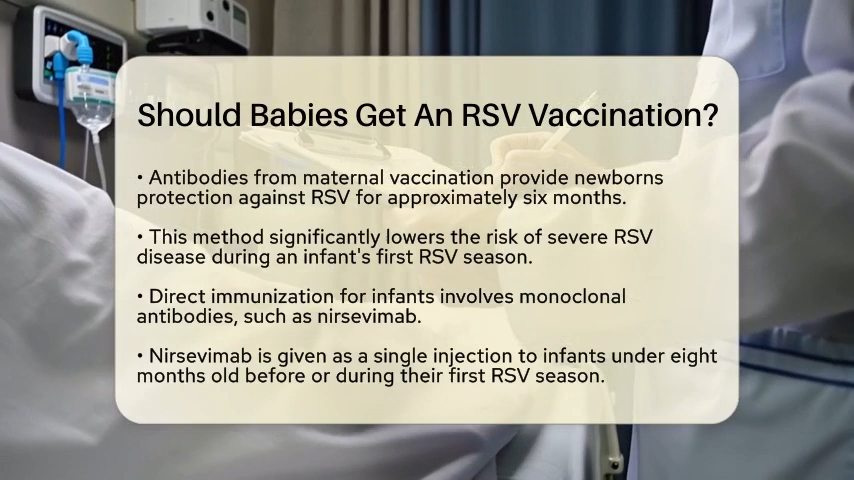 Should Babies Get An RSV Vaccination?
• Antibodies from maternal vaccination provide newborns
protection against RSV for approximately six months.
• This method significantly lowers the risk of severe RSV
disease during an infant's first RSV season.
• Direct immunization for infants involves monoclonal
antibodies, such as nirsevimab.
• Nirsevimab is given as a single injection to infants under eight
months old before or during their first RSV season.